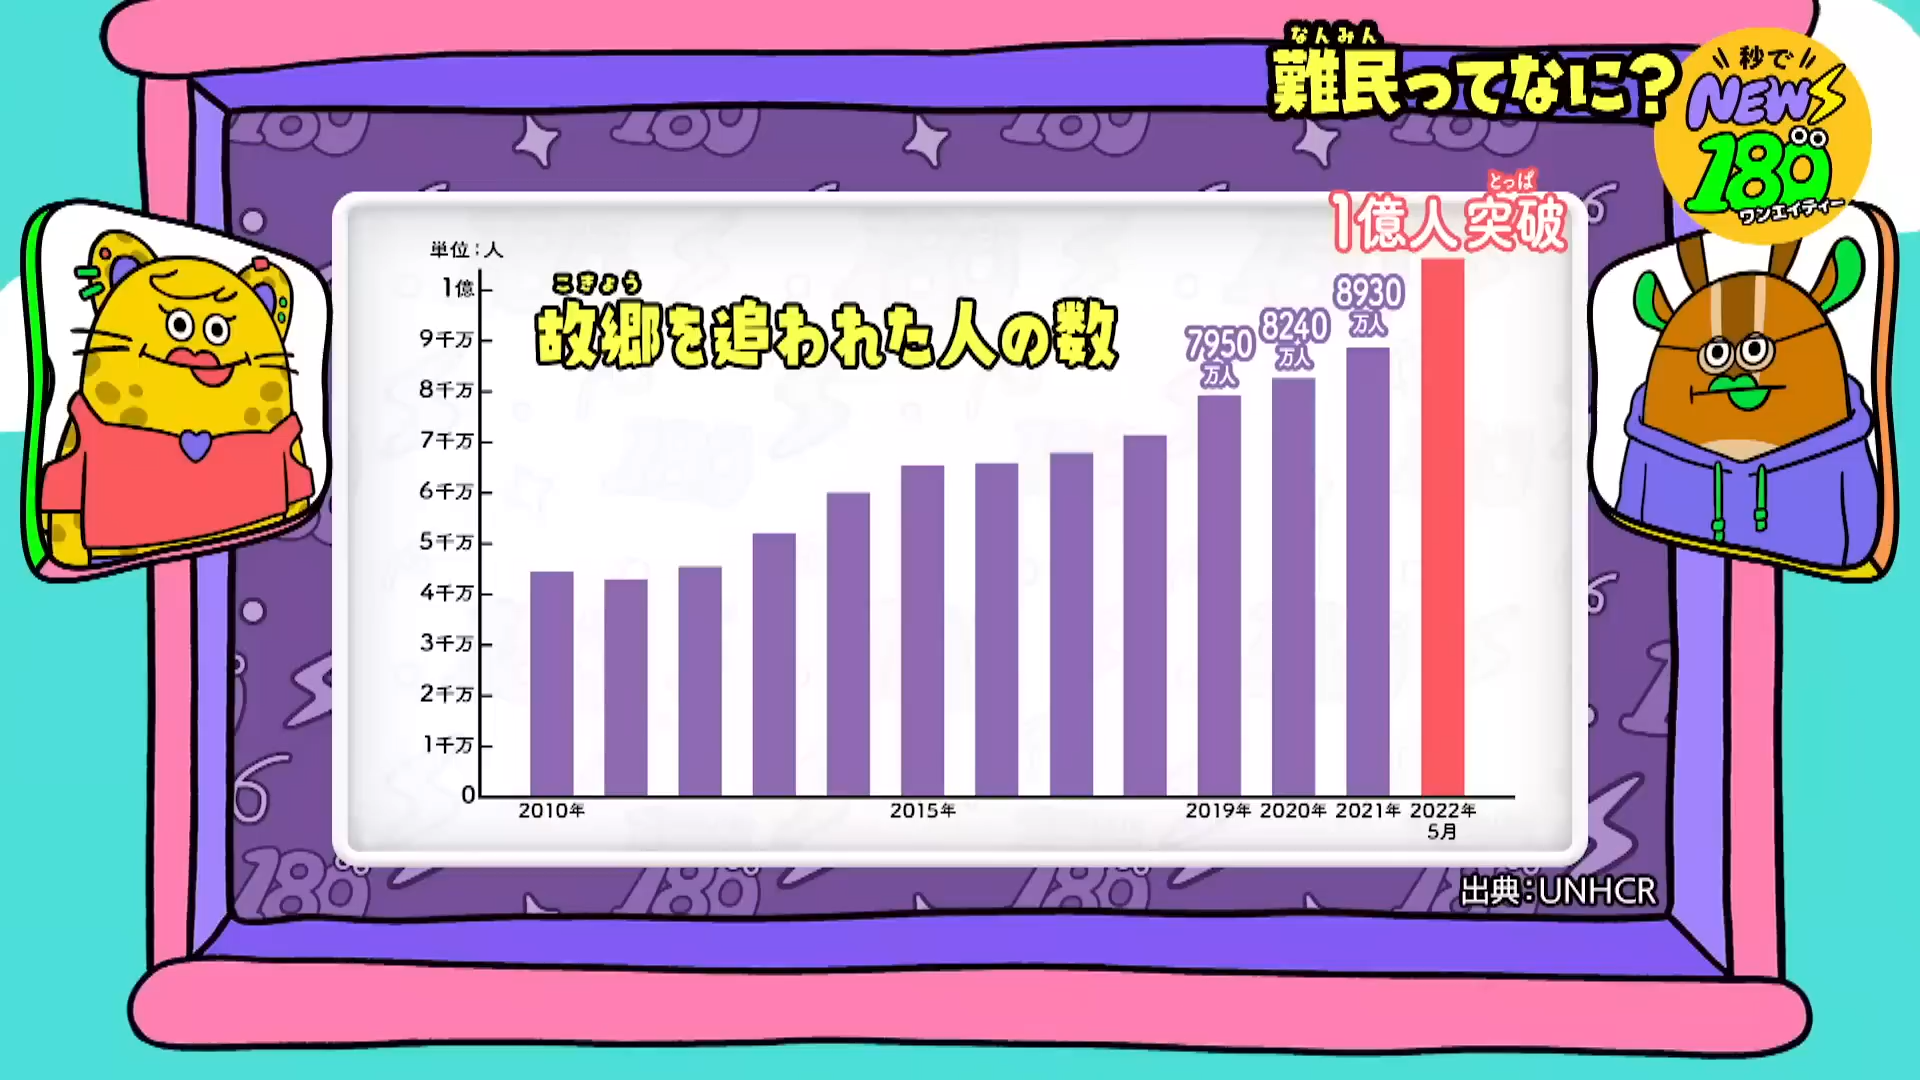 なんみん
難民ってなに？
秒で
NEWS
180
ワンエイティー
とっぱ
1億人突破
単位：人
こきょう
故郷を追われた人の数
1億
9千万
8千万
7千万
6千万
5千万
4千万
3千万
2千万
1千万
0
7950
万人
8240
万人
8930
万人
2010年
2015年
2019年
2020年
2021年
2022年
5月
出典：UNHCR